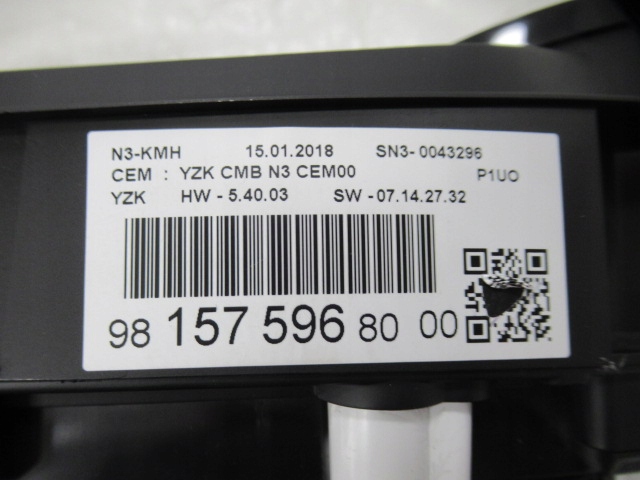 N3-KMH 15.01.2018 SN3- 0043296
CEM : YZK CMB N3 CEM00 P1UO
YZK HW - 5.40.03 SW - 07.14.27.32
98 157 596 80 00